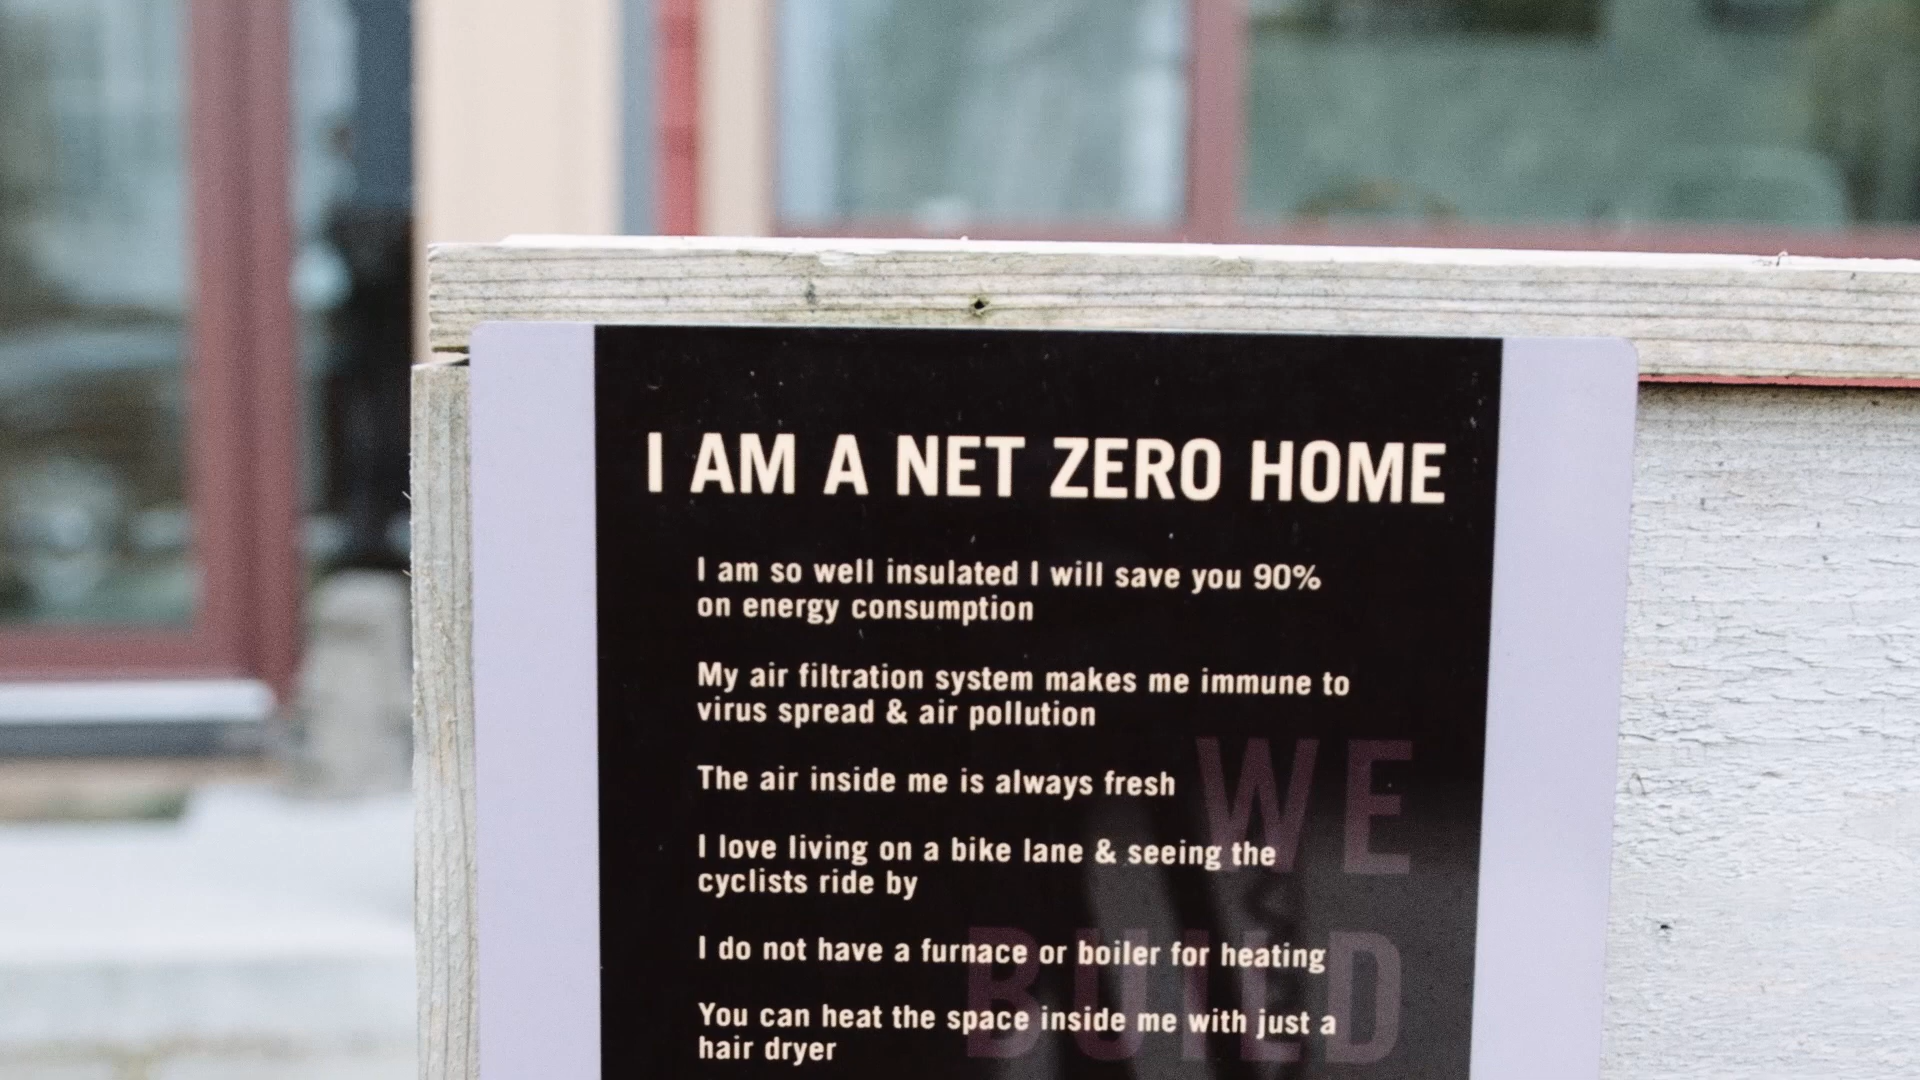 I AM A NET ZERO HOME
I am so well insulated I will save you 90%
on energy consumption
My air filtration system makes me immune to
virus spread & air pollution
The air inside me is always fresh
I love living on a bike lane & seeing the
cyclists ride by
I do not have a furnace or boiler for heating
You can heat the space inside me with just a
hair dryer
WE
BUILD